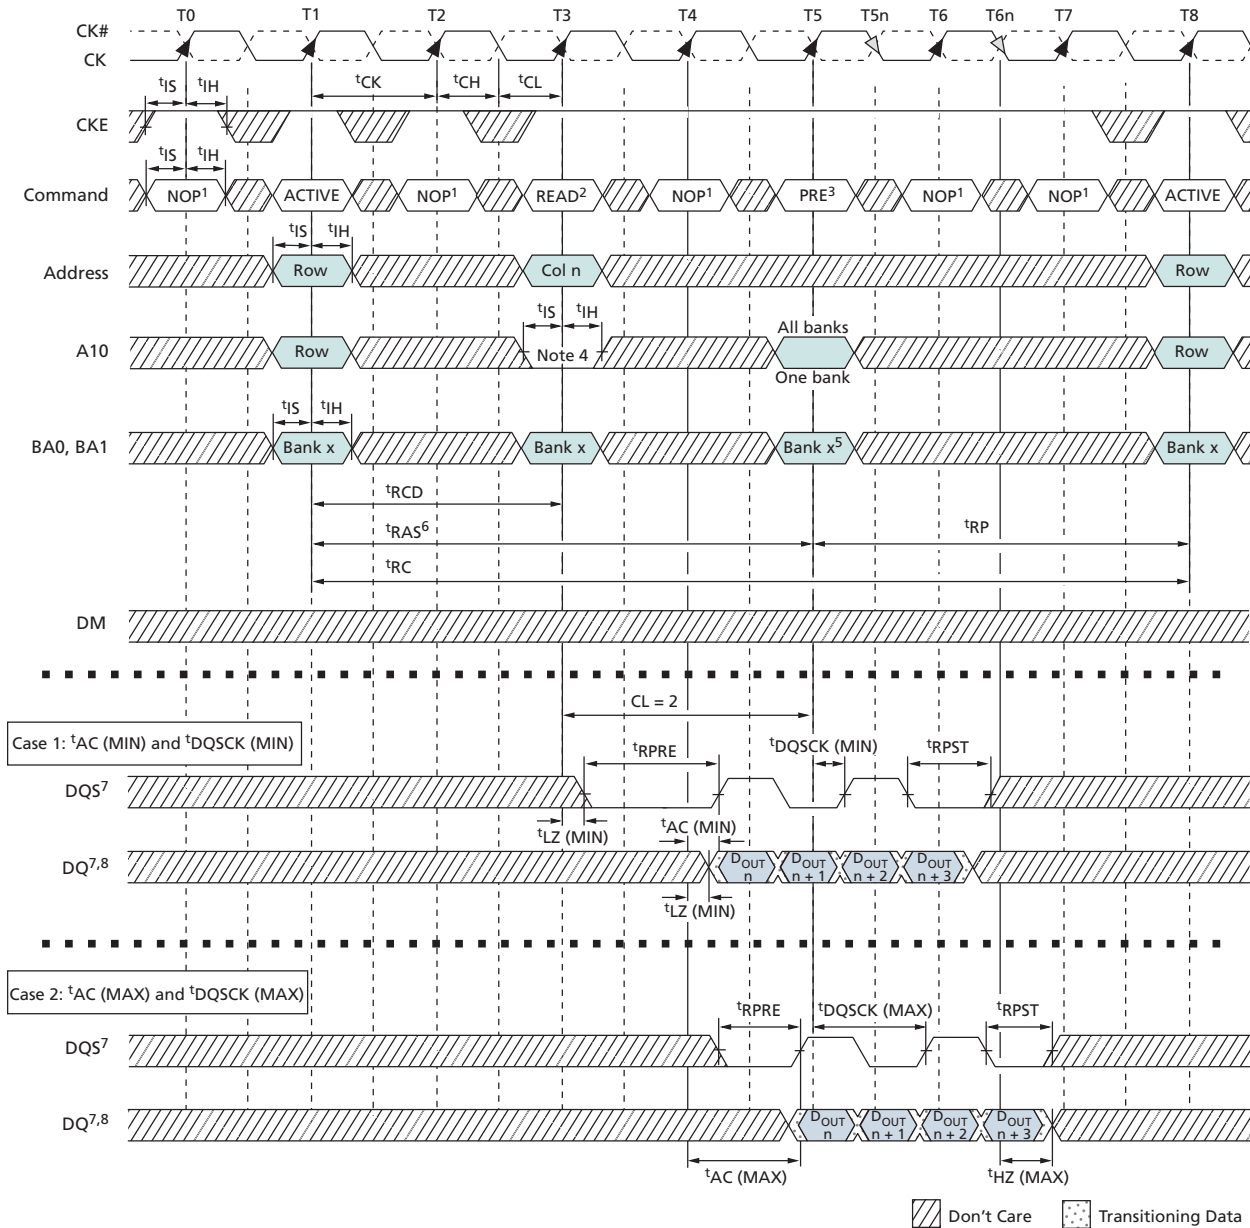 T0 T1 T2 T3 T4 T5 T5n T6 T6n T7 T8
CK#
CK
tIS tIH tCK tCH tCL
CKE
tIS tIH
Command NOP1 ACTIVE NOP1 READ2 NOP1 PRE3 NOP1 NOP1 ACTIVE
tIS tIH
Address Row Col n Row
tIS tIH All banks
A10 Row Note 4 Row
One bank
tIS tIH
BA0, BA1 Bank x Bank x Bank x5 Bank x
tRCD
tRAS6 tRP
tRC
DM
CL = 2
Case 1: tAC (MIN) and tDQSCK (MIN)
tRPRE tDQSCK (MIN) tRPST
DQS7
tLZ (MIN) tAC (MIN)
DQ7,8 DOUT n DOUT n + 1 DOUT n + 2 DOUT n + 3
tLZ (MIN)
Case 2: tAC (MAX) and tDQSCK (MAX)
tRPRE tDQSCK (MAX) tRPST
DQS7
DQ7,8 DOUT n DOUT n + 1 DOUT n + 2 DOUT n + 3
tAC (MAX) tHZ (MAX)
Don't Care Transitioning Data